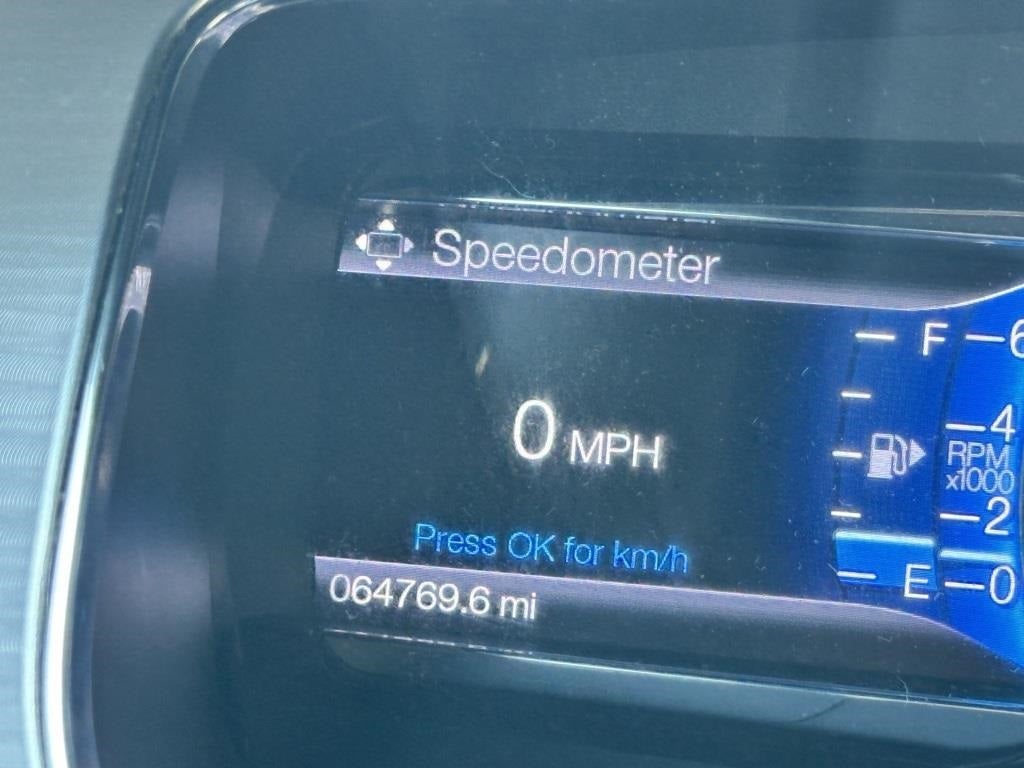 Speedometer
F 6
0 MPH
4
RPM
x1000
2
Press OK for km/h
E 0
064769.6 mi